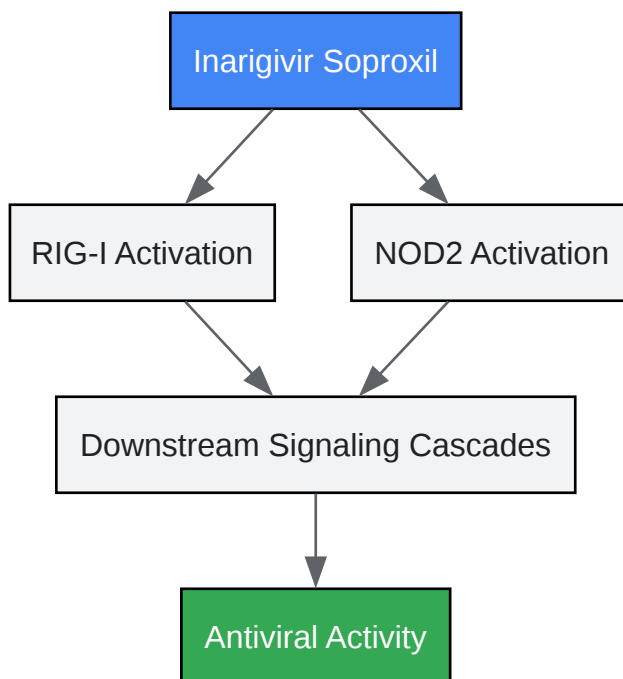 Inarigivir Soproxil
RIG-I Activation
NOD2 Activation
Downstream Signaling Cascades
Antiviral Activity